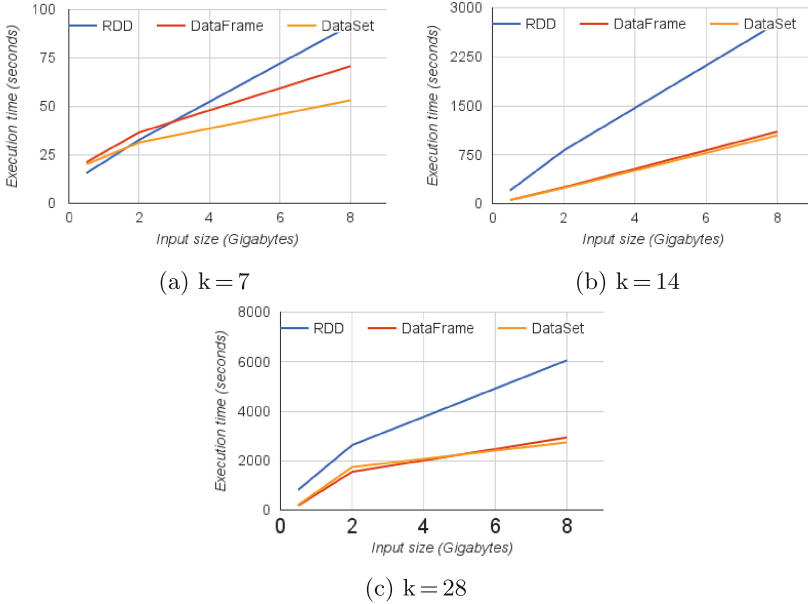 RDD DataFrame DataSet
Execution time (seconds)
100
75
50
25
0
0 2 4 6 8
Input size (Gigabytes)
(a) k = 7
RDD DataFrame DataSet
Execution time (seconds)
3000
2250
1500
750
0
0 2 4 6 8
Input size (Gigabytes)
(b) k = 14
RDD DataFrame DataSet
Execution time (seconds)
8000
6000
4000
2000
0
0 2 4 6 8
Input size (Gigabytes)
(c) k = 28